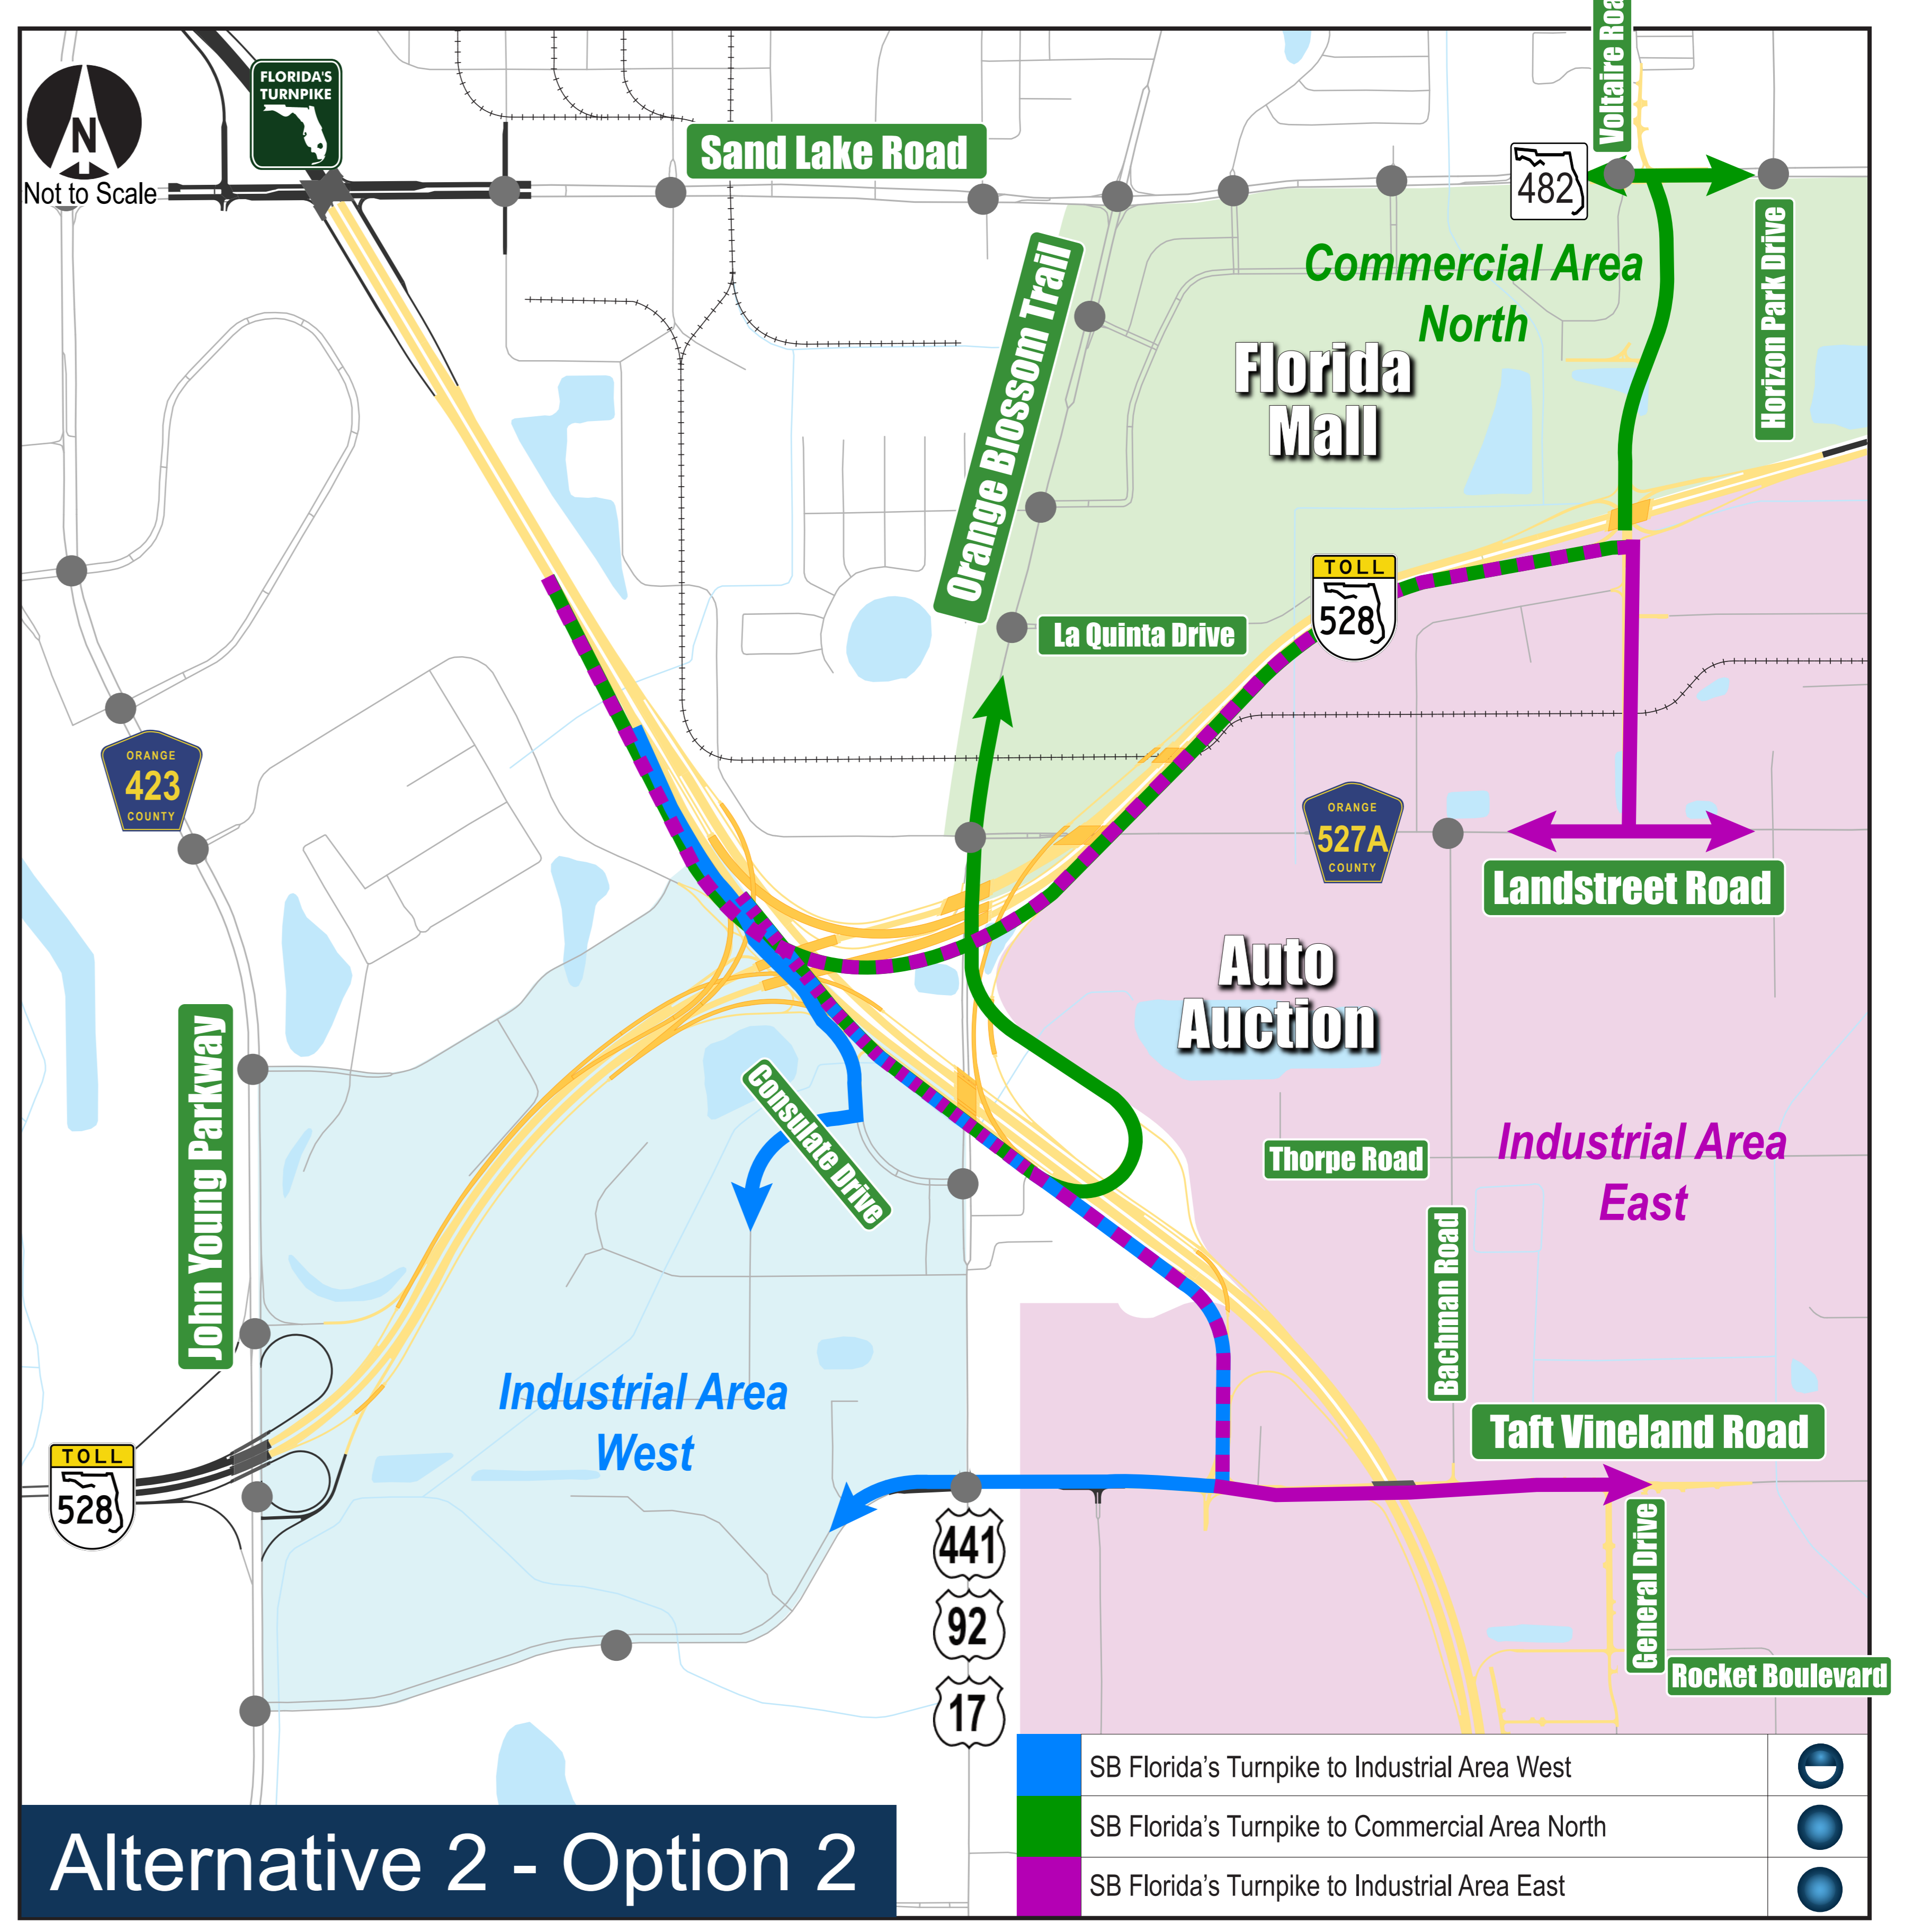 FLORIDA'S
TURNPIKE
N
Not to Scale
Sand Lake Road
Voltaire Roa
482
Horizon Park Drive
Commercial Area
North
Florida
Mall
Orange Blossom Trail
La Quinta Drive
TOLL
528
ORANGE
423
COUNTY
ORANGE
527A
COUNTY
Landstreet Road
Auto
Auction
John Young Parkway
Consulate Drive
Thorpe Road
Industrial Area
East
Bachman Road
Industrial Area
West
Taft Vineland Road
TOLL
528
441
92
17
General Drive
Rocket Boulevard
SB Florida's Turnpike to Industrial Area West
SB Florida's Turnpike to Commercial Area North
SB Florida's Turnpike to Industrial Area East
Alternative 2 - Option 2